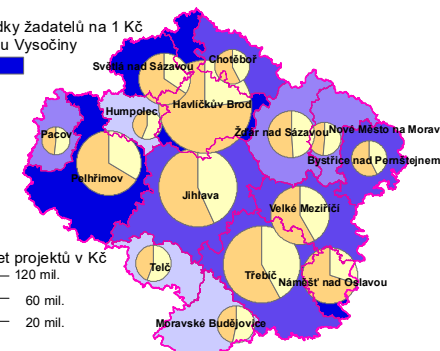 dky žadatelů na 1 Kč
u Vysočiny
Světlá nad Sázavou
Chotěboř
Havlíčkův Brod
Humpolec
Pacov
Žďár nad Sázavou
Nové Město na Morav
Bystřice nad Pernštejnem
Pelhřimov
Jihlava
Velké Meziříčí
Telč
Třebíč
Náměšť nad Oslavou
Moravské Budějovice
et projektů v Kč
120 mil.
60 mil.
20 mil.